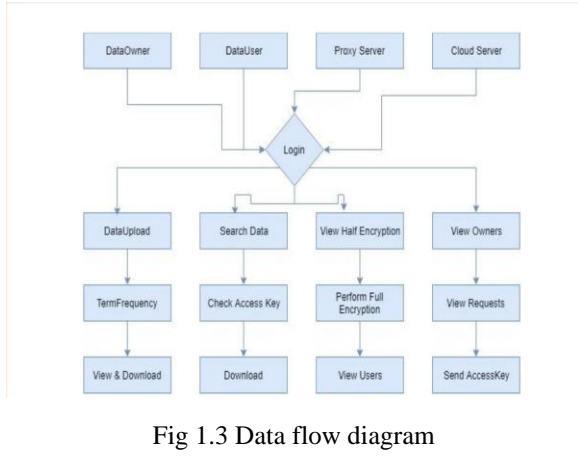 DataOwner
DataUser
Proxy Server
Cloud Server
Login
DataUpload
Search Data
View Half Encryption
View Owners
TermFrequency
Check Access Key
Perform Full
Encryption
View Requests
View & Download
Download
View Users
Send AccessKey
Fig 1.3 Data flow diagram